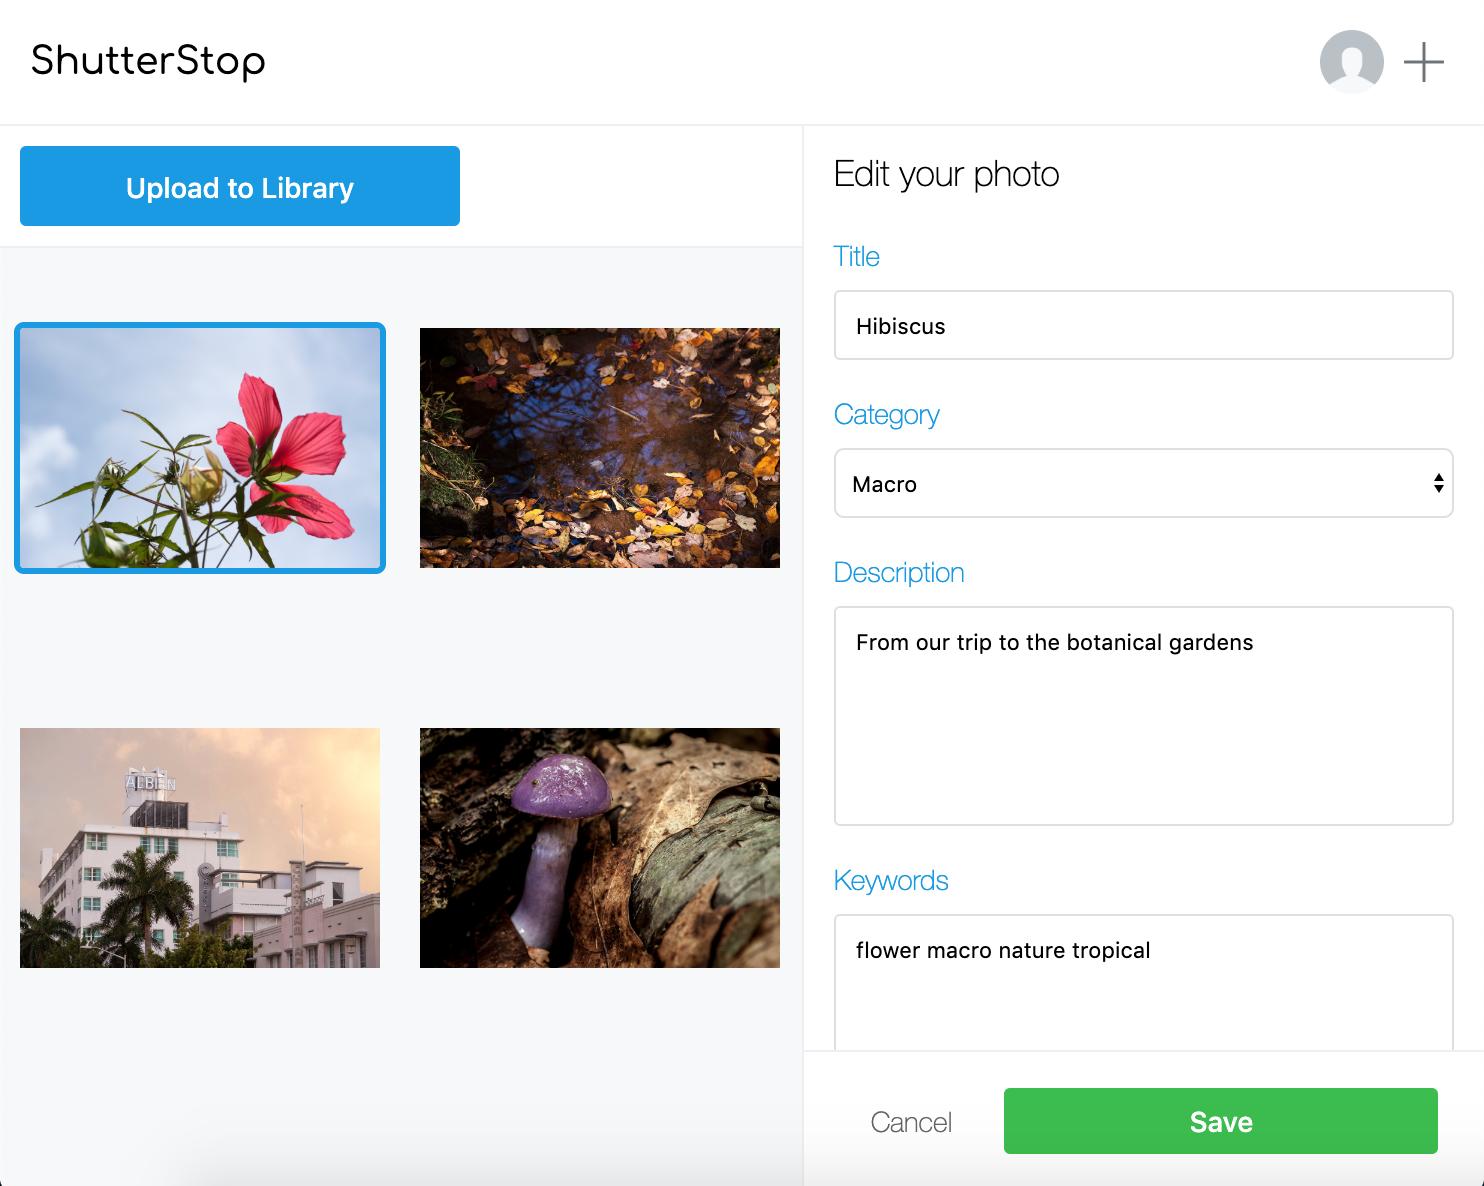 ShutterStop
Upload to Library
ALBION
Edit your photo
Title
Hibiscus
Category
Macro
Description
From our trip to the botanical gardens
Keywords
flower macro nature tropical
Cancel
Save